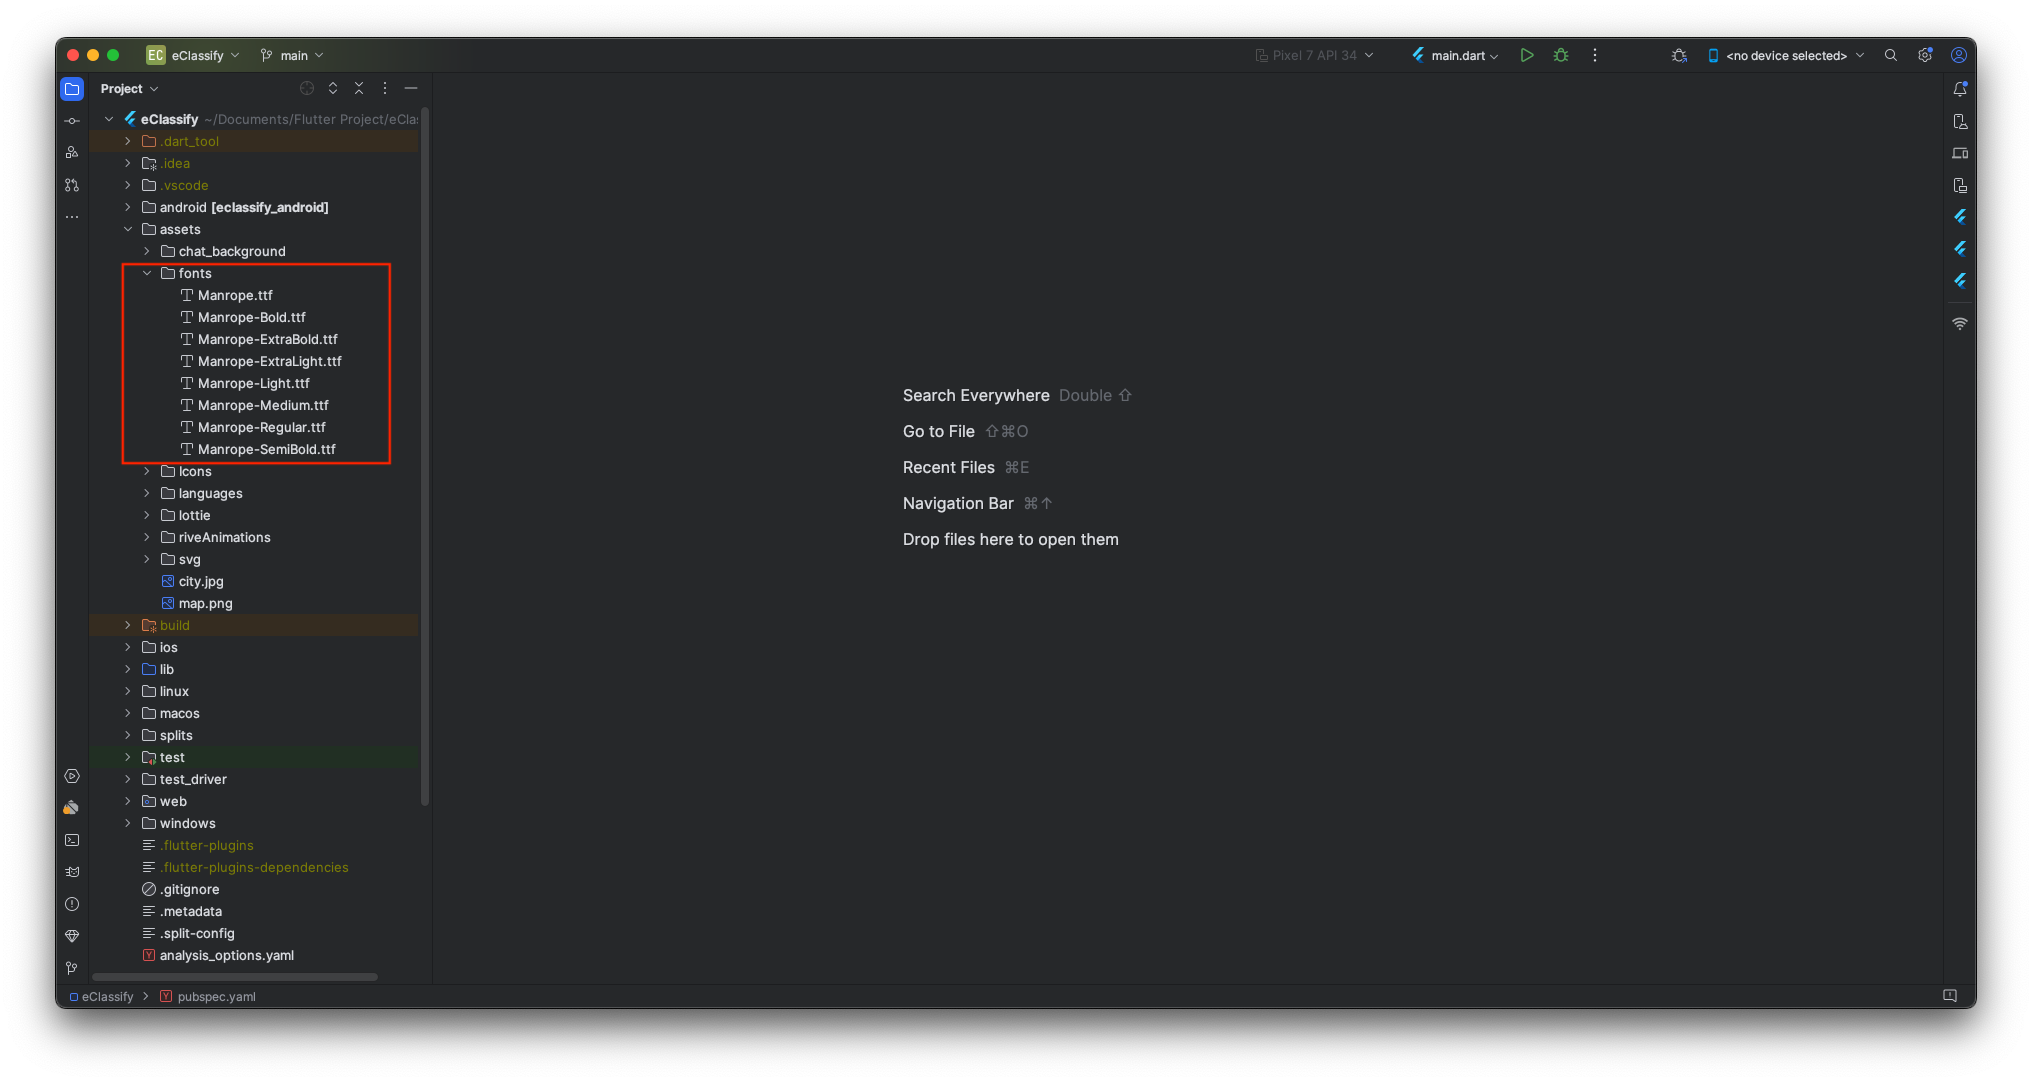 EC eClassify main Pixel 7 API 34 main.dart <no device selected>
Project
eClassify ~/Documents/Flutter Project/eCla
.dart_tool
.idea
.vscode
android [eclassify_android]
assets
chat_background
fonts
Manrope.ttf
Manrope-Bold.ttf
Manrope-ExtraBold.ttf
Manrope-ExtraLight.ttf
Manrope-Light.ttf
Manrope-Medium.ttf
Manrope-Regular.ttf
Manrope-SemiBold.ttf
Icons
languages
lottie
riveAnimations
svg
city.jpg
map.png
build
ios
lib
linux
macos
splits
test
test_driver
web
windows
.flutter-plugins
.flutter-plugins-dependencies
.gitignore
.metadata
.split-config
analysis_options.yaml
Search Everywhere Double ⇧
Go to File ⇧⌘O
Recent Files ⌘E
Navigation Bar ⌘↑
Drop files here to open them
eClassify > pubspec.yaml